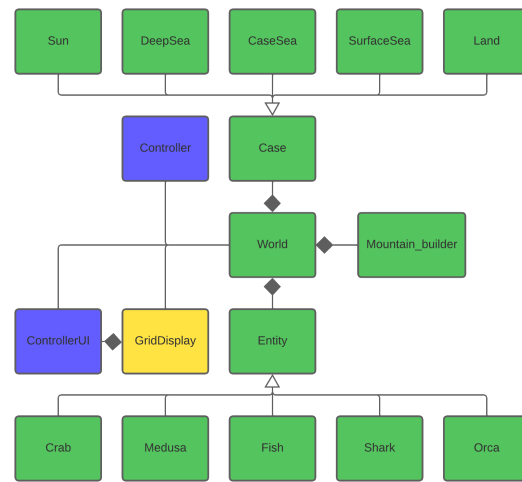 Sun
DeepSea
CaseSea
SurfaceSea
Land
Controller
Case
World
Mountain_builder
ControllerUI
GridDisplay
Entity
Crab
Medusa
Fish
Shark
Orca